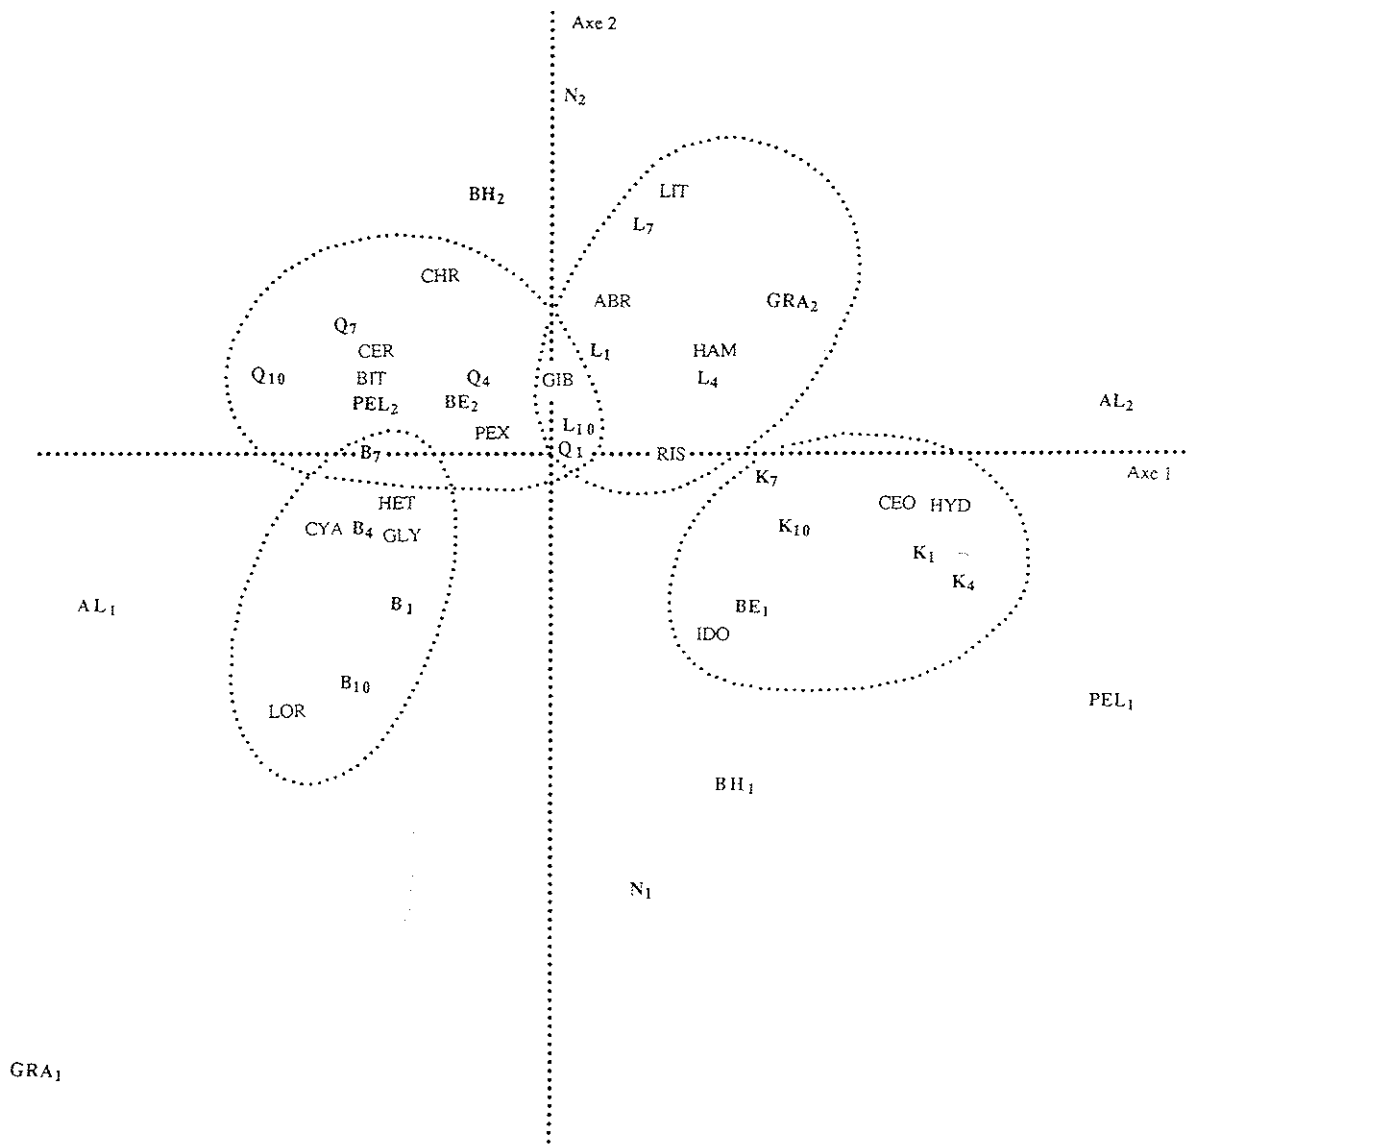 Axe 2
N2
BH2
LIT
L7
CHR
ABR
GRA2
Q7
CER
L1
HAM
Q10
BIT
Q4
GIB
L4
PEL2
BE2
AL2
PEX
L10
B7
Q1
RIS
Axe 1
K7
HET
CEO HYD
CYA B4 GLY
K10
K1
K4
AL1
B1
BE1
IDO
B10
LOR
PEL1
BH1
N1
GRA1